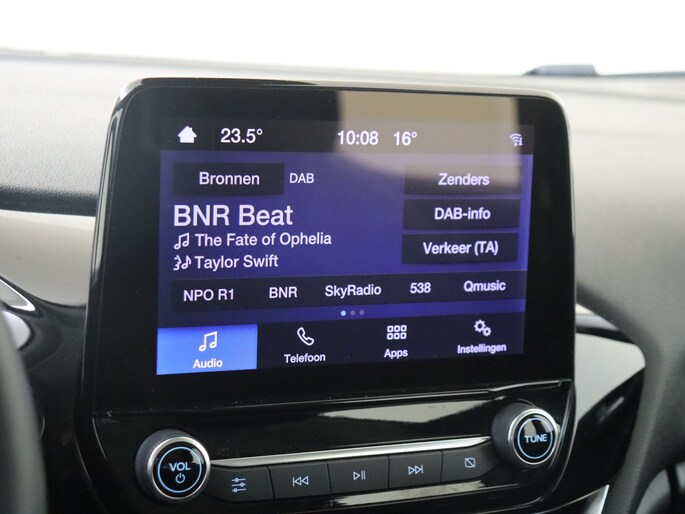 23.5° 10:08 16°
Bronnen DAB Zenders
BNR Beat DAB-info
The Fate of Ophelia
Taylor Swift Verkeer (TA)
NPO R1 BNR SkyRadio 538 Qmusic
Audio Telefoon Apps Instellingen
VOL TUNE